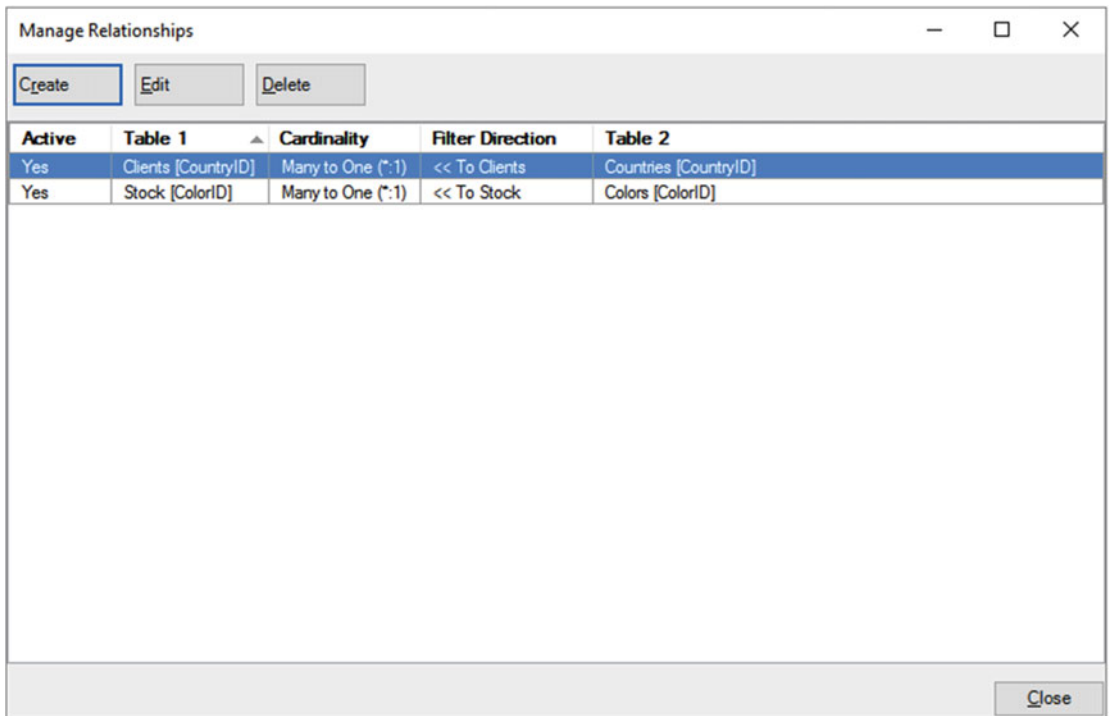 Manage Relationships
Create Edit Delete
Active Table 1 Cardinality Filter Direction Table 2
Yes Clients [CountryID] Many to One (*:1) << To Clients Countries [CountryID]
Yes Stock [ColorID] Many to One (*:1) << To Stock Colors [ColorID]
Close